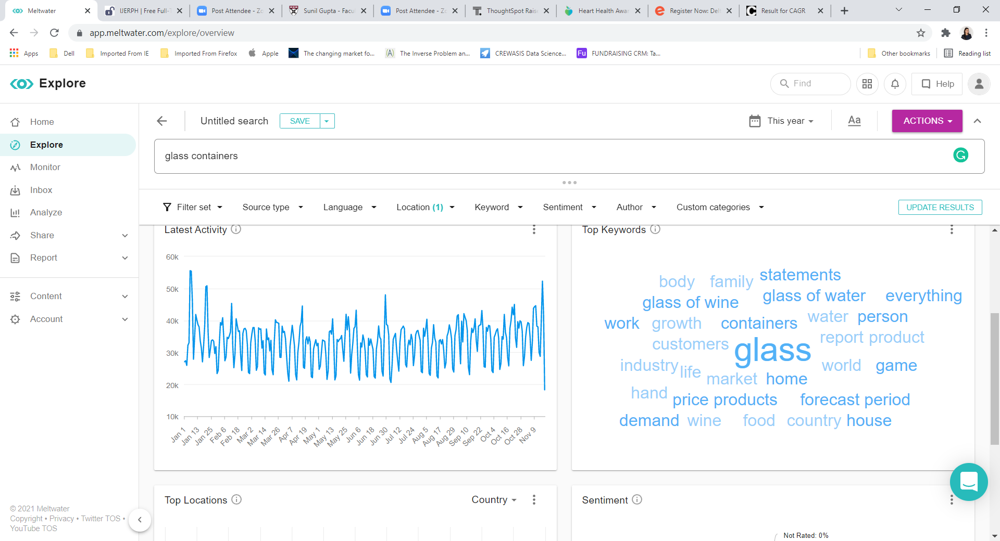 Meltwater
IJERPH | Free Full-T
Post Attendee - Zo
Sunil Gupta - Facul
Post Attendee - Zo
ThoughtSpot Raise
Heart Health Awar
Register Now: Del
Result for CAGR
app.meltwater.com/explore/overview
Apps
Dell
Imported From IE
Imported From Firefox
Apple
The changing market fo...
(A)
The Inverse Problem an...
CREWASIS Data Science...
Fu
FUNDRAISING CRM: Ta...
Other bookmarks
Reading list
Explore
Find
Help
Home
Explore
Monitor
Inbox
Analyze
Share
Report
Content
Account
© 2021 Meltwater
Copyright • Privacy • Twitter TOS •
YouTube TOS
Untitled search
SAVE
This year
Aa
ACTIONS
glass containers
Filter set
Source type
Language
Location (1)
Keyword
Sentiment
Author
Custom categories
UPDATE RESULTS
Latest Activity
60k
50k
40k
30k
20k
10k
Jan 1
Jan 13
Jan 25
Feb 6
Feb 18
Mar 2
Mar 14
Mar 26
Apr 7
Apr 19
May 1
May 13
May 25
Jun 6
Jun 18
Jun 30
Jul 12
Jul 24
Aug 5
Aug 17
Aug 29
Sep 10
Sep 22
Oct 4
Oct 16
Oct 28
Nov 9
Top Keywords
body family statements
glass of wine glass of water everything
work growth containers water person
customers glass report product
industry life market home world game
hand price products forecast period
demand wine food country house
Top Locations
Country
Sentiment
Not Rated: 0%